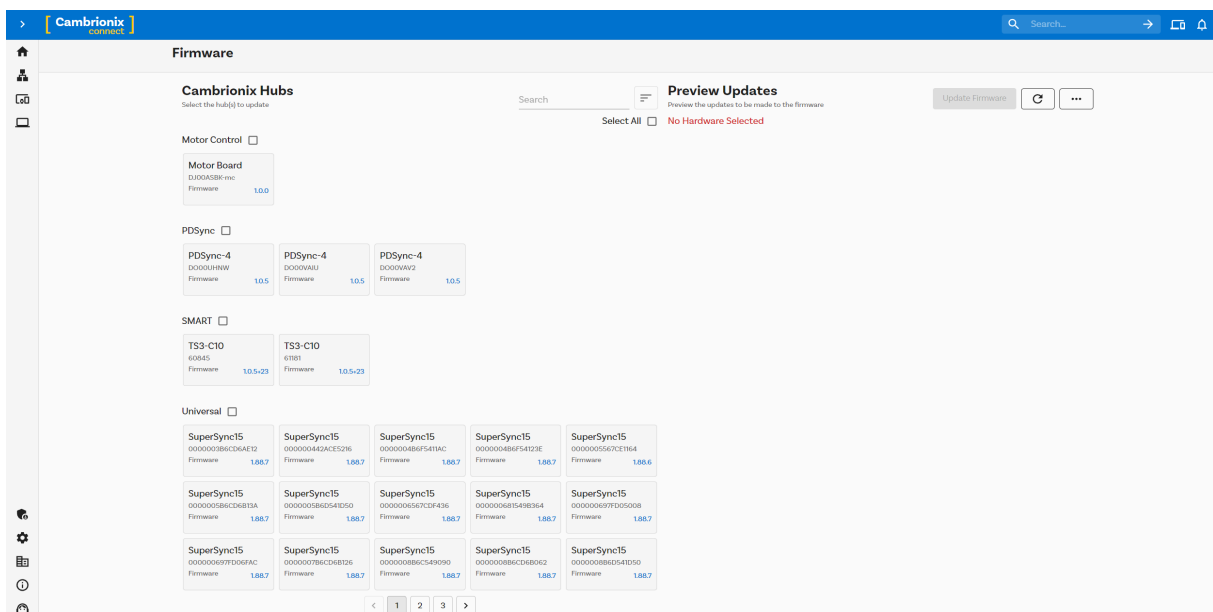 Cambrionix
connect
Search...
Firmware
Cambrionix Hubs
Select the hub(s) to update
Search
Select All
Preview Updates
Preview the updates to be made to the firmware
No Hardware Selected
Update Firmware
Motor Control
Motor Board
DJ00ASBK-mc
Firmware 1.0.0
PDSync
PDSync-4 PDSync-4 PDSync-4
DO00UHNW DO00VAIU DO00VAV2
Firmware 1.0.5 Firmware 1.0.5 Firmware 1.0.5
SMART
TS3-C10 TS3-C10
60845 61181
Firmware 1.0.5+23 Firmware 1.0.5+23
Universal
SuperSync15 SuperSync15 SuperSync15 SuperSync15 SuperSync15
0000003B6CD6AE12 000000442ACE5216 0000004B6F5411AC 0000004B6F54123E 0000005567CE1164
Firmware 1.88.7 Firmware 1.88.7 Firmware 1.88.7 Firmware 1.88.7 Firmware 1.88.6
SuperSync15 SuperSync15 SuperSync15 SuperSync15 SuperSync15
0000005B6CD6B13A 0000005B6D541D50 0000006567CDF436 000000681549B364 000000697FD05008
Firmware 1.88.7 Firmware 1.88.7 Firmware 1.88.7 Firmware 1.88.7 Firmware 1.88.7
SuperSync15 SuperSync15 SuperSync15 SuperSync15 SuperSync15
000000697FD06FAC 0000007B6CD6B126 0000008B6C549090 0000008B6CD6B062 0000008B6D541D50
Firmware 1.88.7 Firmware 1.88.7 Firmware 1.88.7 Firmware 1.88.7 Firmware 1.88.7
1 2 3